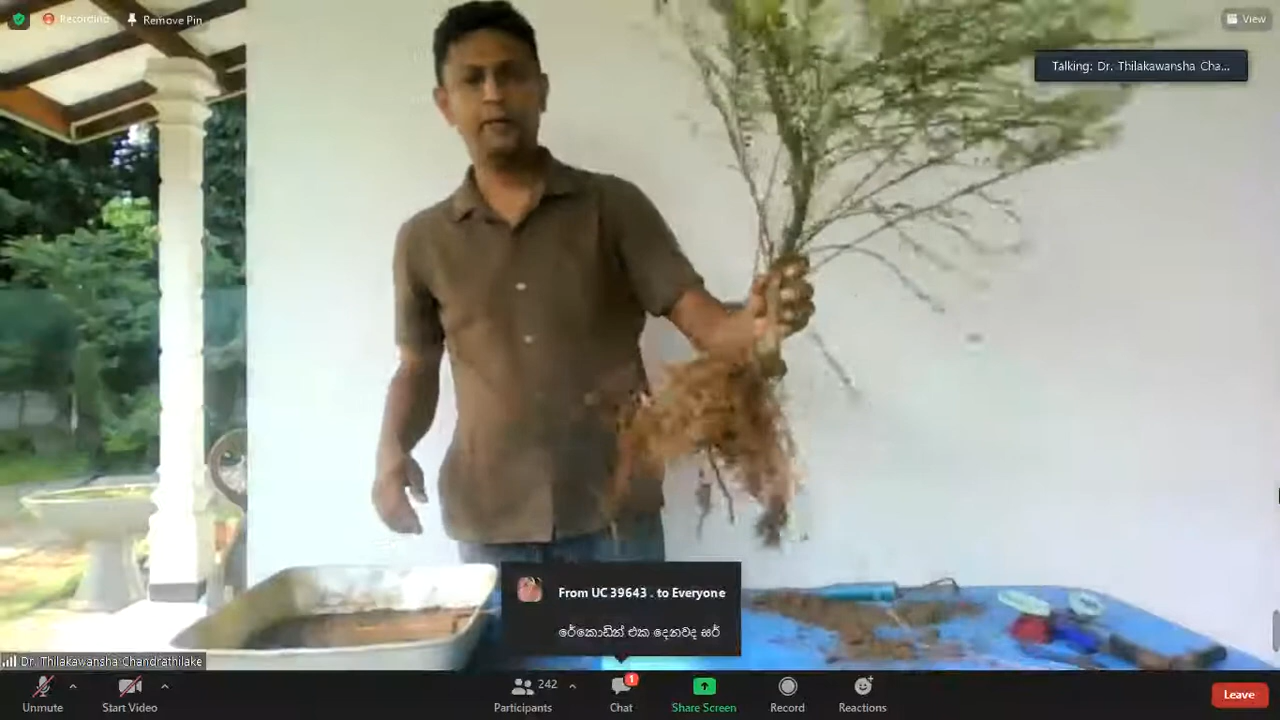 Recording
Remove Pin
View
Talking: Dr. Thilakawansha Cha...
From UC 39643 . to Everyone
රේකොඩින් එක දෙනවද සර්
Dr. Thilakawansha Chandrathilake
Unmute
Start Video
242
Participants
1
Chat
Share Screen
Record
Reactions
Leave